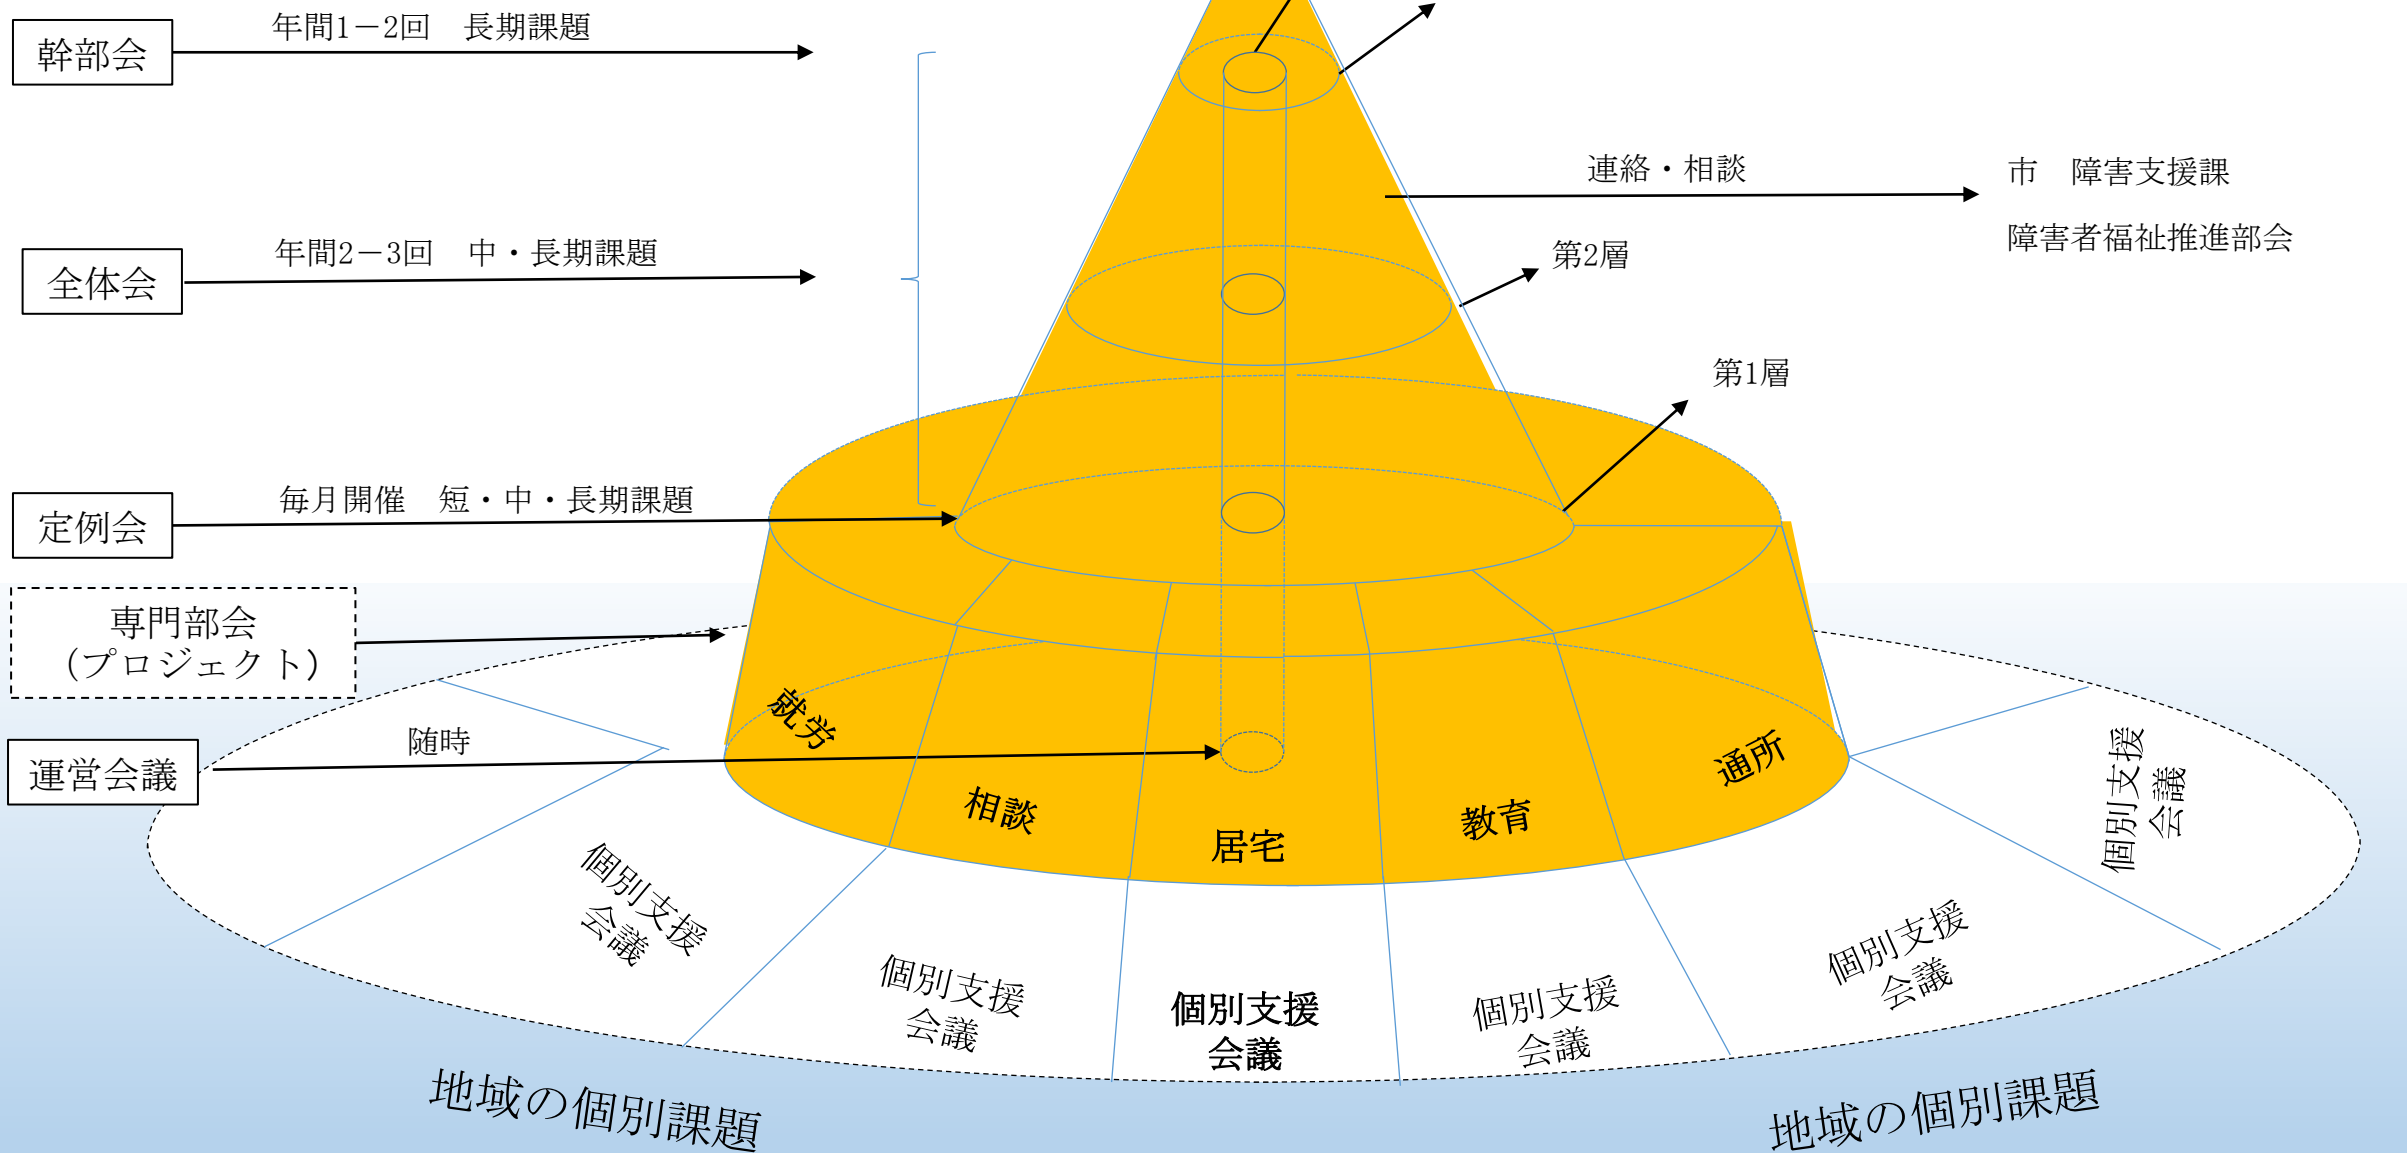 幹部会
年間1－2回　長期課題
連絡・相談
市　障害支援課
障害者福祉推進部会
全体会
年間2－3回　中・長期課題
第2層
第1層
定例会
毎月開催　短・中・長期課題
専門部会
（プロジェクト）
運営会議
随時
就労
相談
居宅
教育
通所
個別支援
会議
個別支援
会議
個別支援
会議
個別支援
会議
個別支援
会議
個別支援
会議
地域の個別課題
地域の個別課題